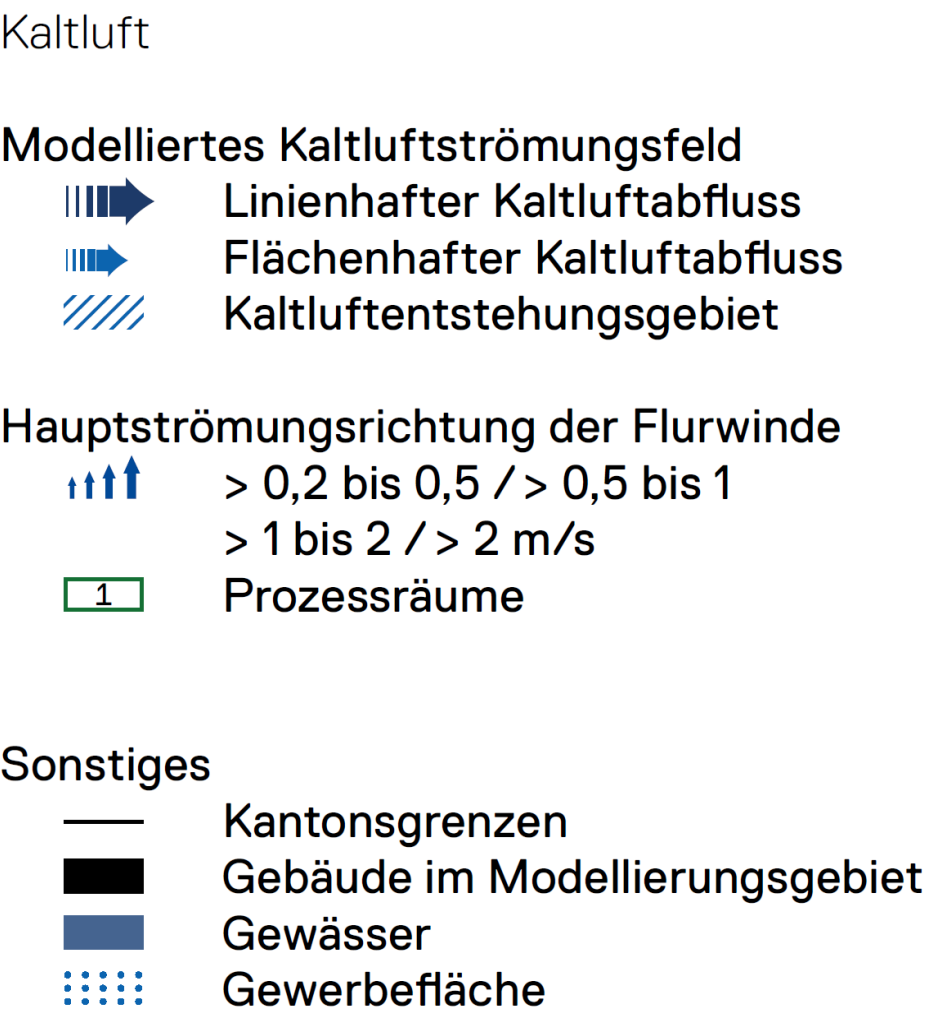 Kaltluft
Modelliertes Kaltluftströmungsfeld
Linienhafter Kaltluftabfluss
Flächenhafter Kaltluftabfluss
Kaltluftentstehungsgebiet
Hauptströmungsrichtung der Flurwinde
> 0,2 bis 0,5 / > 0,5 bis 1
> 1 bis 2 / > 2 m/s
1 Prozessräume
Sonstiges
Kantonsgrenzen
Gebäude im Modellierungsgebiet
Gewässer
Gewerbefläche